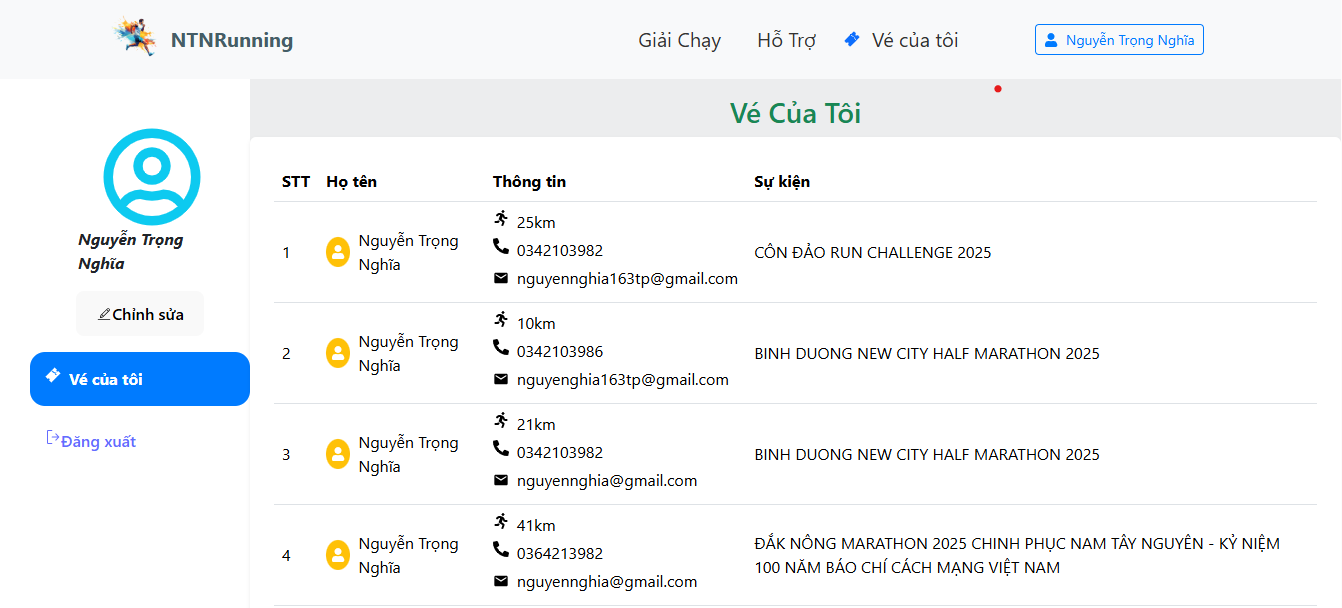 NTNRunning
Giải Chạy
Hỗ Trợ
Vé của tôi
Nguyễn Trọng Nghĩa
Nguyễn Trọng
Nghĩa
Chỉnh sửa
Vé của tôi
Đăng xuất
Vé Của Tôi
STT Họ tên Thông tin Sự kiện
1
Nguyễn Trọng
Nghĩa
25km
0342103982
nguyennghia163tp@gmail.com
CÔN ĐẢO RUN CHALLENGE 2025
2
Nguyễn Trọng
Nghĩa
10km
0342103986
nguyenghia163tp@gmail.com
BINH DUONG NEW CITY HALF MARATHON 2025
3
Nguyễn Trọng
Nghĩa
21km
0342103982
nguyennghia@gmail.com
BINH DUONG NEW CITY HALF MARATHON 2025
4
Nguyễn Trọng
Nghĩa
41km
0364213982
nguyennghia@gmail.com
ĐẮK NÔNG MARATHON 2025 CHINH PHỤC NAM TÂY NGUYÊN - KỶ NIỆM
100 NĂM BÁO CHÍ CÁCH MẠNG VIỆT NAM